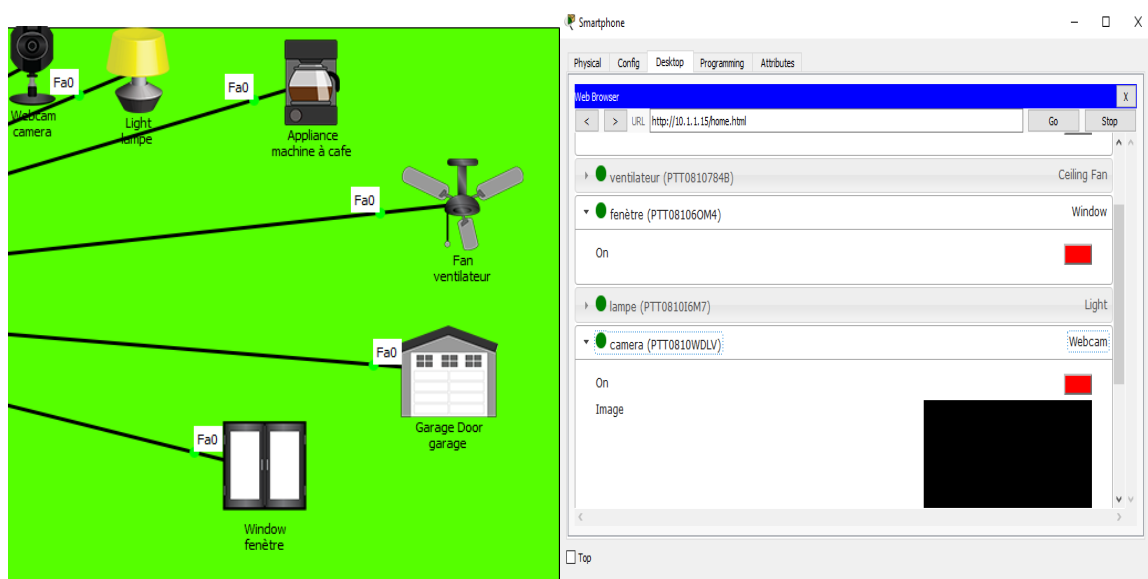 Fa0
Webcam
camera
Light
lampe
Fa0
Appliance
machine à cafe
Fa0
Fan
ventilateur
Fa0
Garage Door
garage
Fa0
Window
fenètre
Smartphone
Physical Config Desktop Programming Attributes
Web Browser X
< > URL http://10.1.1.15/home.html Go Stop
ventilateur (PTT0810784B) Ceiling Fan
fenètre (PTT08106OM4) Window
On
lampe (PTT0810I6M7) Light
camera (PTT0810WDLV) Webcam
On
Image
Top